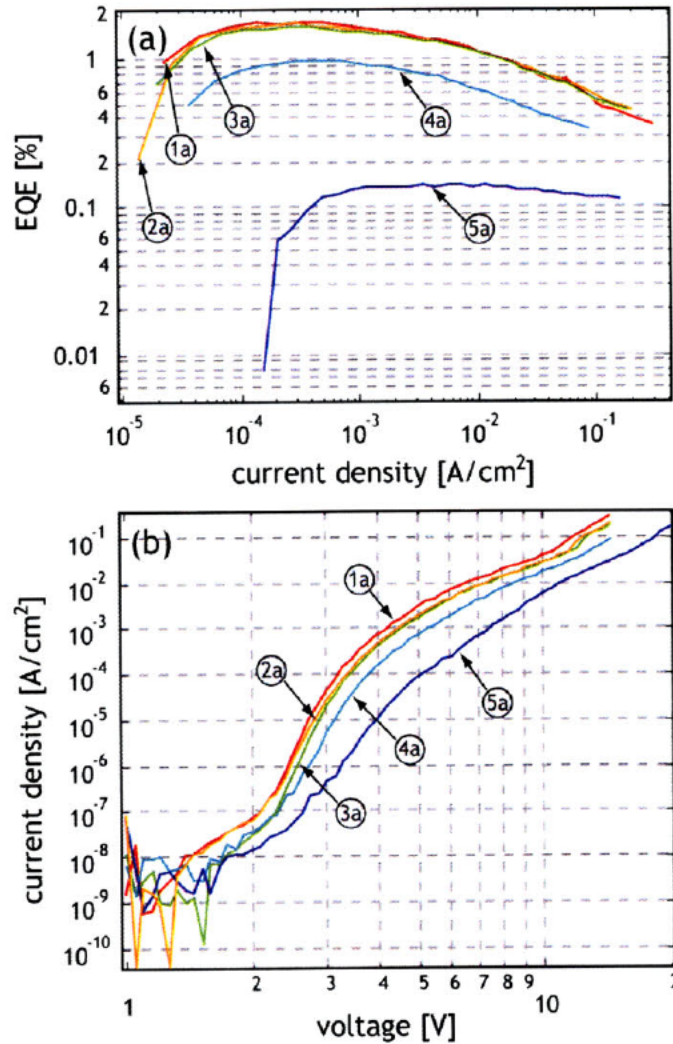 (a)
2
1
6
4
2
0.1
6
4
2
0.01
6
EQE [%]
1a
2a
3a
4a
5a
10-5 10-4 10-3 10-2 10-1
current density [A/cm2]
(b)
10-1
10-2
10-3
10-4
10-5
10-6
10-7
10-8
10-9
10-10
current density [A/cm2]
1a
2a
3a
4a
5a
1 2 3 4 5 6 7 8 9 10 2
voltage [V]